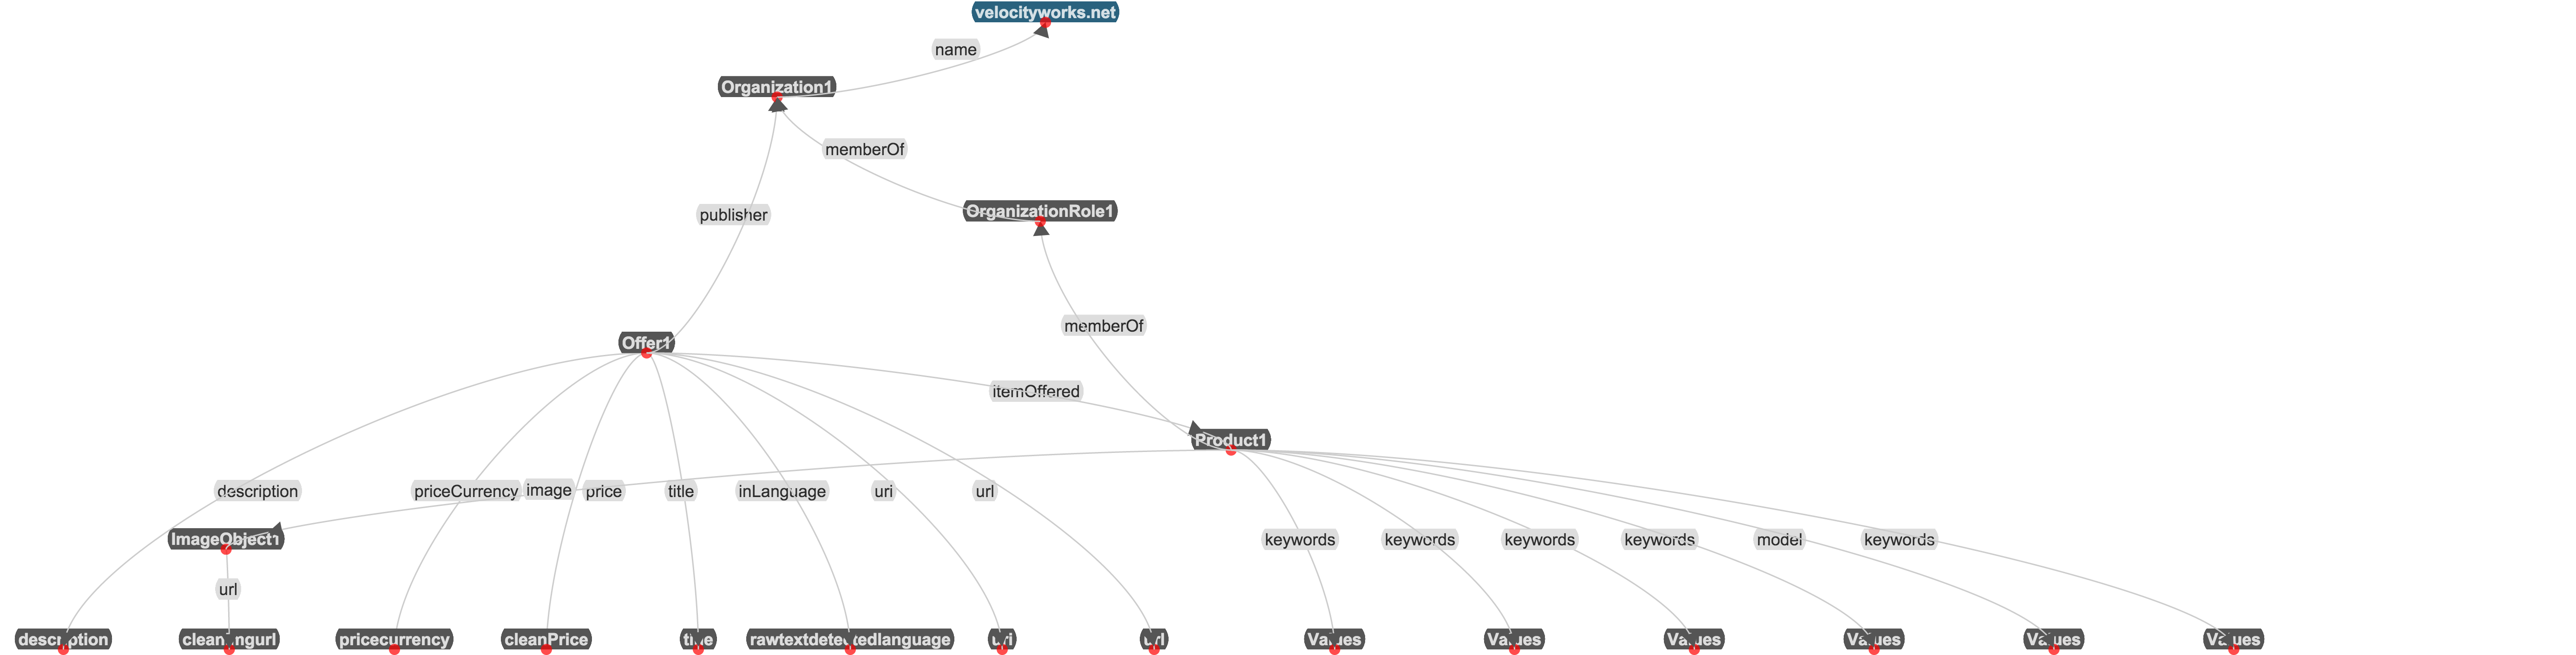 velocityworks.net
name
Organization1
memberOf
publisher
OrganizationRole1
memberOf
Offer1
itemOffered
Product1
description
priceCurrency
image
price
title
inLanguage
uri
url
ImageObject1
keywords
keywords
keywords
keywords
model
keywords
url
description
cleanimgurl
pricecurrency
cleanPrice
title
rawtextdetectedlanguage
uri
url
Values
Values
Values
Values
Values
Values